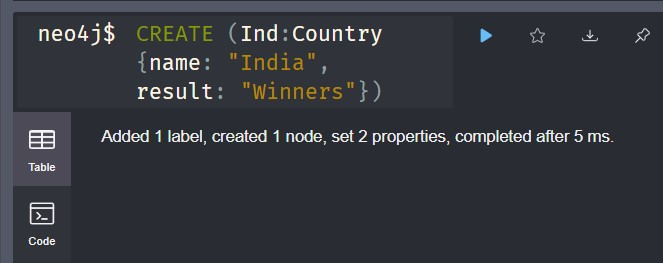 neo4j$ CREATE (Ind:Country
{name: "India",
result: "Winners"})
Added 1 label, created 1 node, set 2 properties, completed after 5 ms.
Table
Code